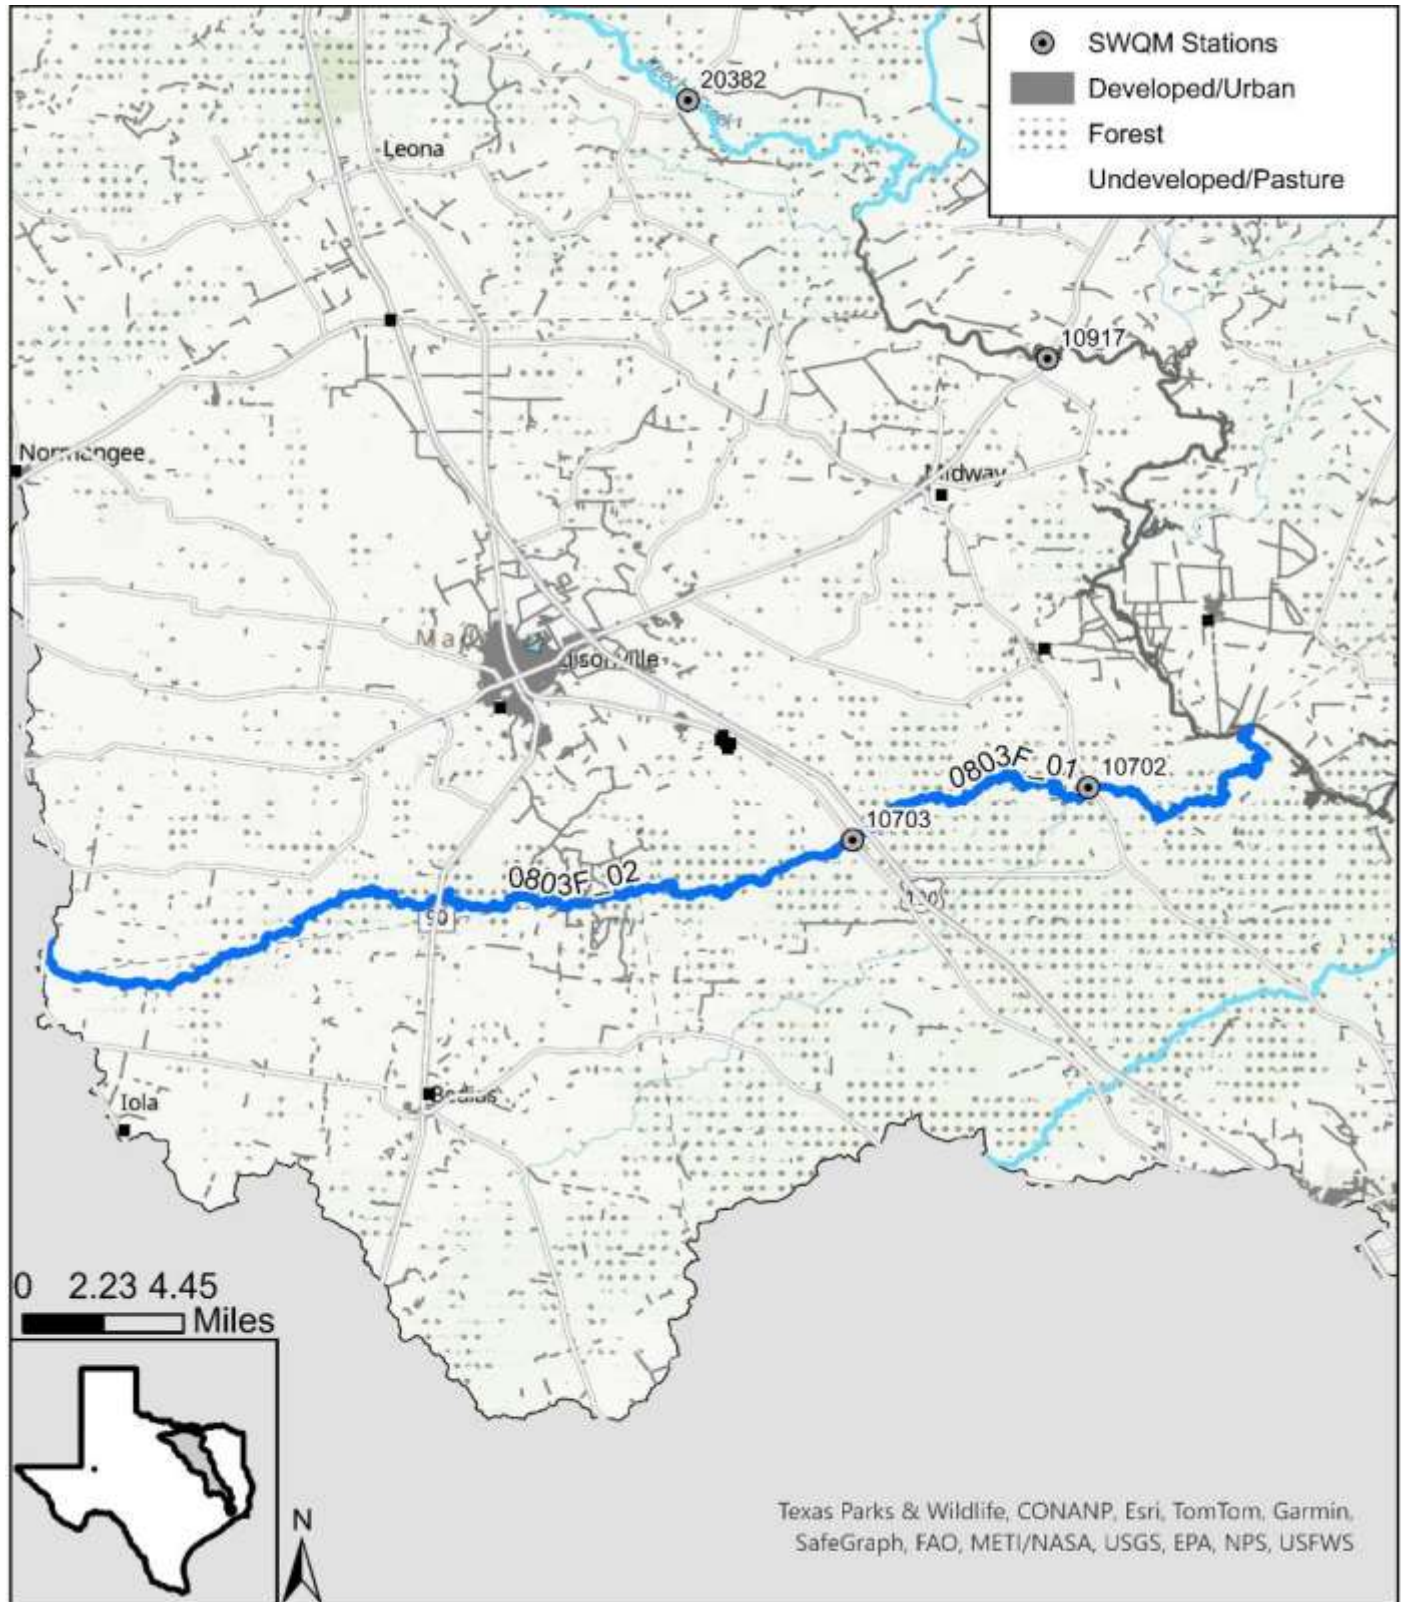 SWQM Stations
Developed/Urban
Forest
Undeveloped/Pasture
20382
Leona
10917
Normangee
Midway
0803F_01
10702
10703
0803F_02
90
190
Iola
Bedias
0 2.23 4.45
Miles
N
Texas Parks & Wildlife, CONANP, Esri, TomTom, Garmin,
SafeGraph, FAO, METI/NASA, USGS, EPA, NPS, USFWS